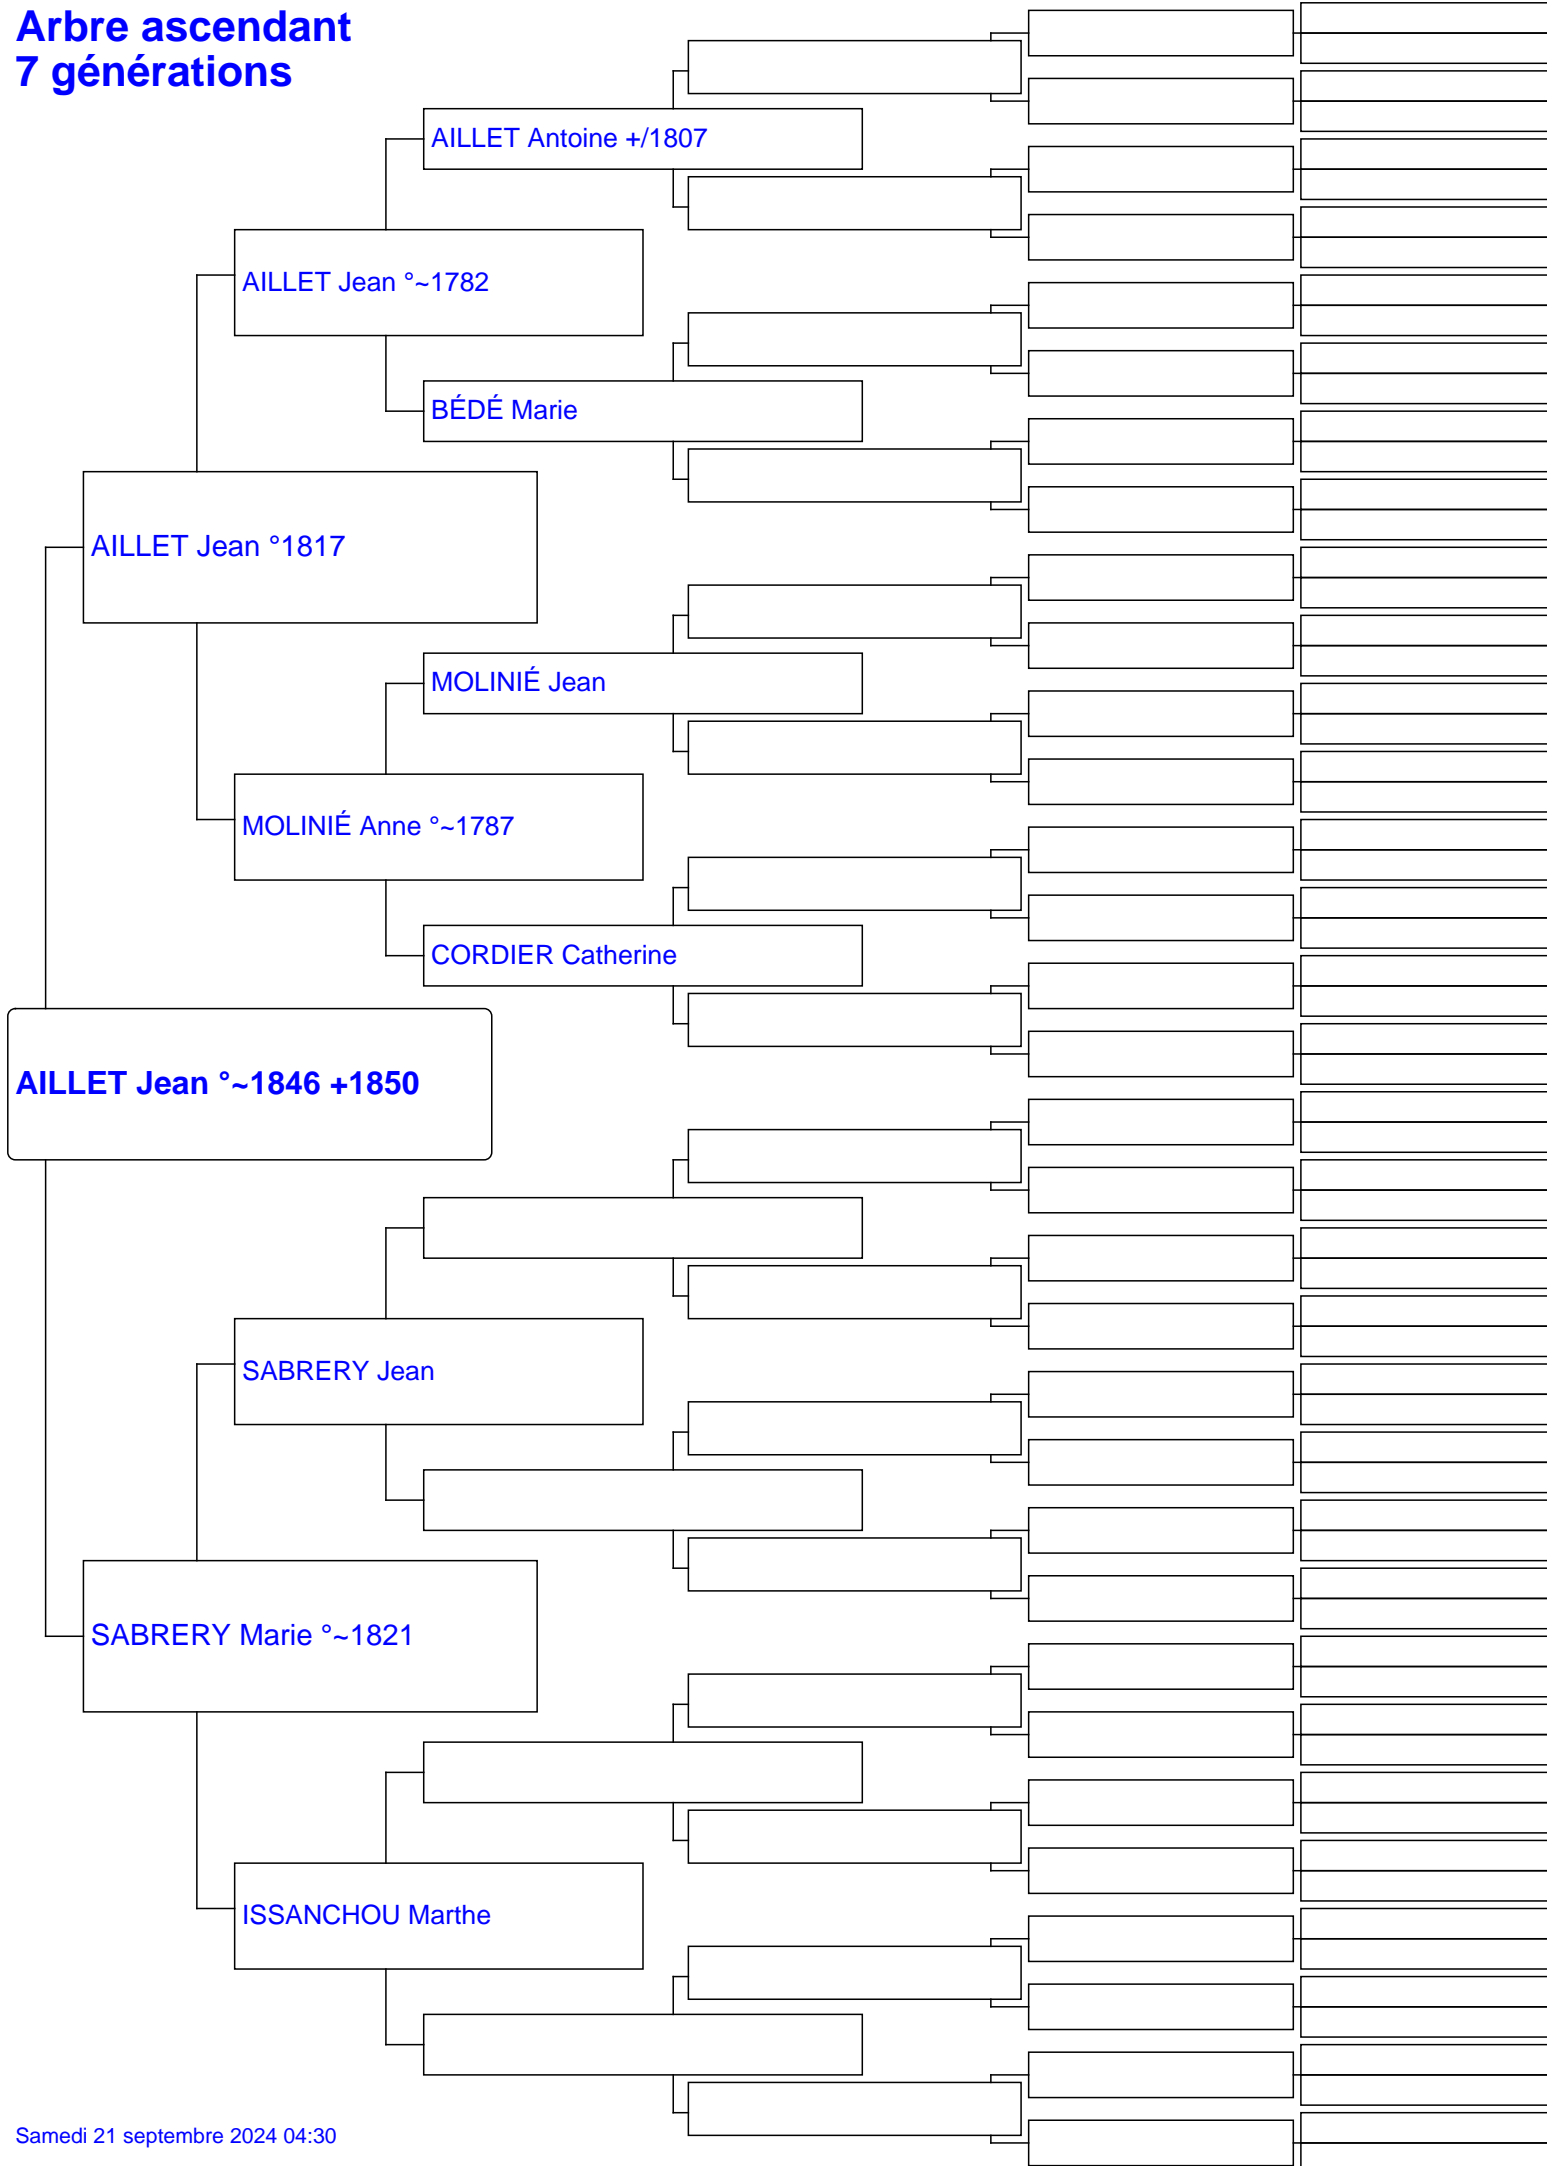 Arbre ascendant
7 générations
AILLET Antoine +/1807
AILLET Jean °~1782
BÉDÉ Marie
AILLET Jean °1817
MOLINIÉ Jean
MOLINIÉ Anne °~1787
CORDIER Catherine
AILLET Jean °~1846 +1850
SABRERY Jean
SABRERY Marie °~1821
ISSANCHOU Marthe
Samedi 21 septembre 2024 04:30